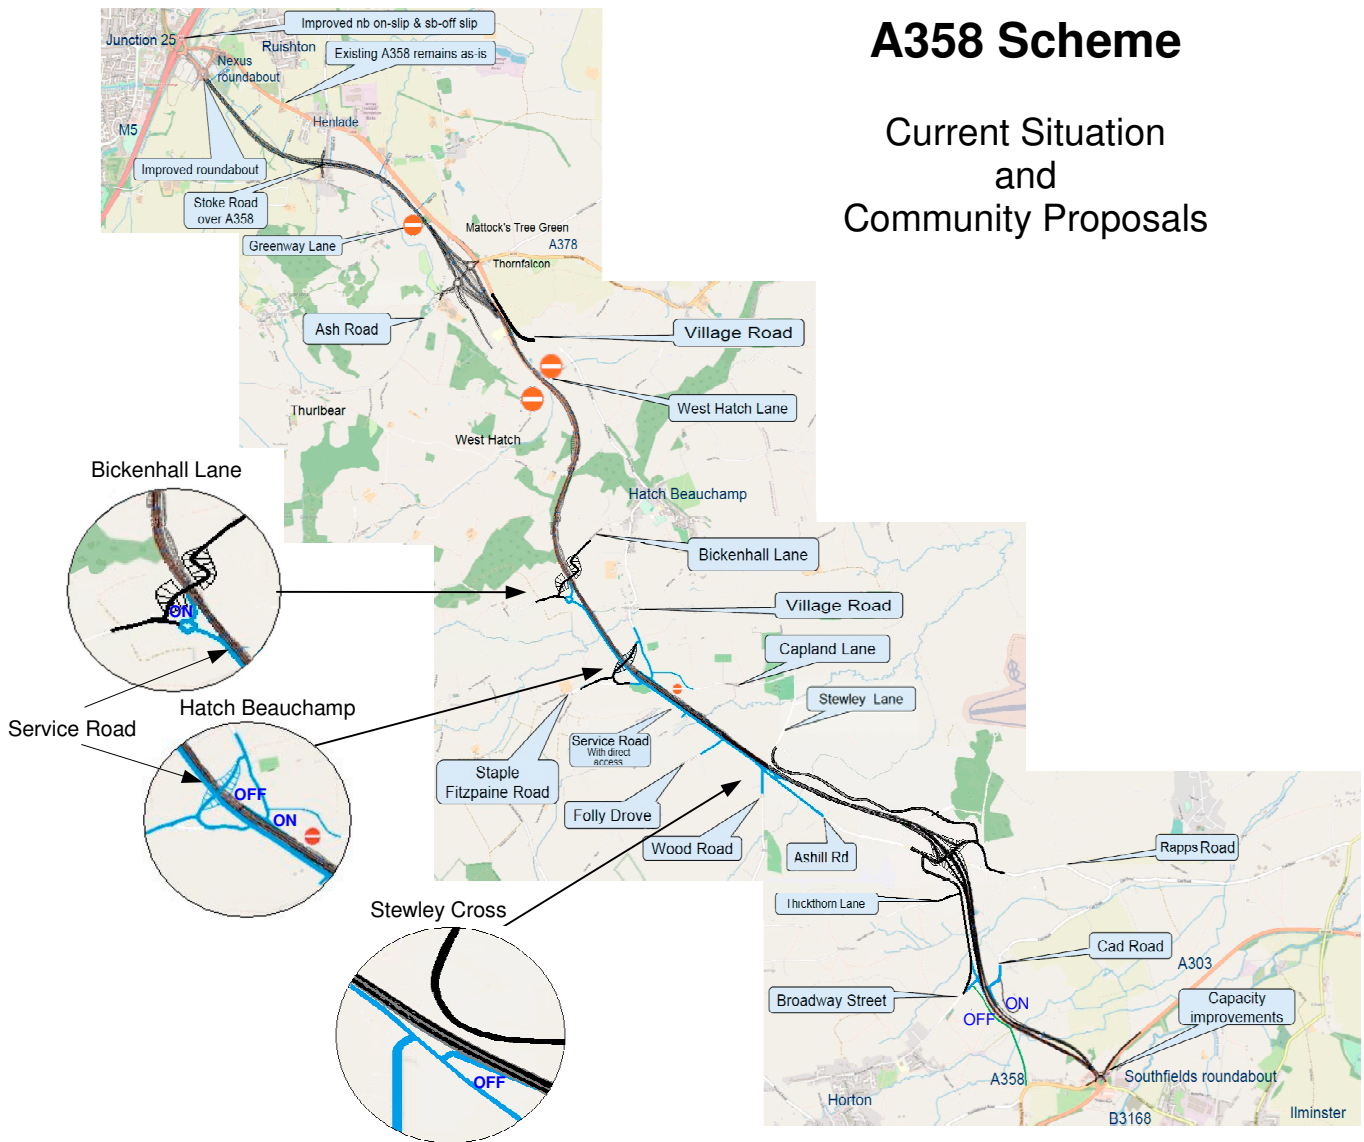 A358 Scheme
Current Situation
and
Community Proposals
Improved nb on-slip & sb-off slip
Junction 25
Ruishton
Existing A358 remains as-is
Nexus
roundabout
M5
Henlade
Improved roundabout
Stoke Road
over A358
Greenway Lane
Mattock's Tree Green
A378
Thornfalcon
Ash Road
Village Road
West Hatch Lane
Thurlbear
West Hatch
Hatch Beauchamp
Bickenhall Lane
ON
Bickenhall Lane
Village Road
Capland Lane
Stewley Lane
Service Road
Hatch Beauchamp
OFF
ON
Service Road
With direct
access
Staple
Fitzpaine Road
Folly Drove
Wood Road
Ashill Rd
Rapps Road
Thickthorn Lane
Stewley Cross
OFF
Cad Road
A303
Broadway Street
ON
OFF
Capacity
improvements
A358
Southfields roundabout
Horton
B3168
Ilminster